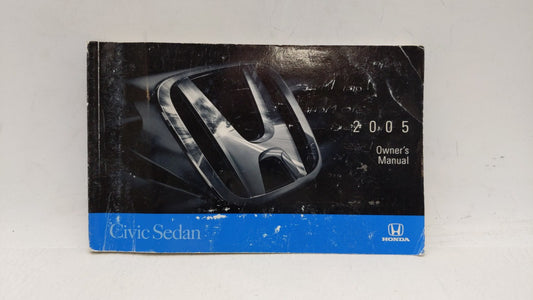 2005
Owner's
Manual
Civic Sedan
HONDA